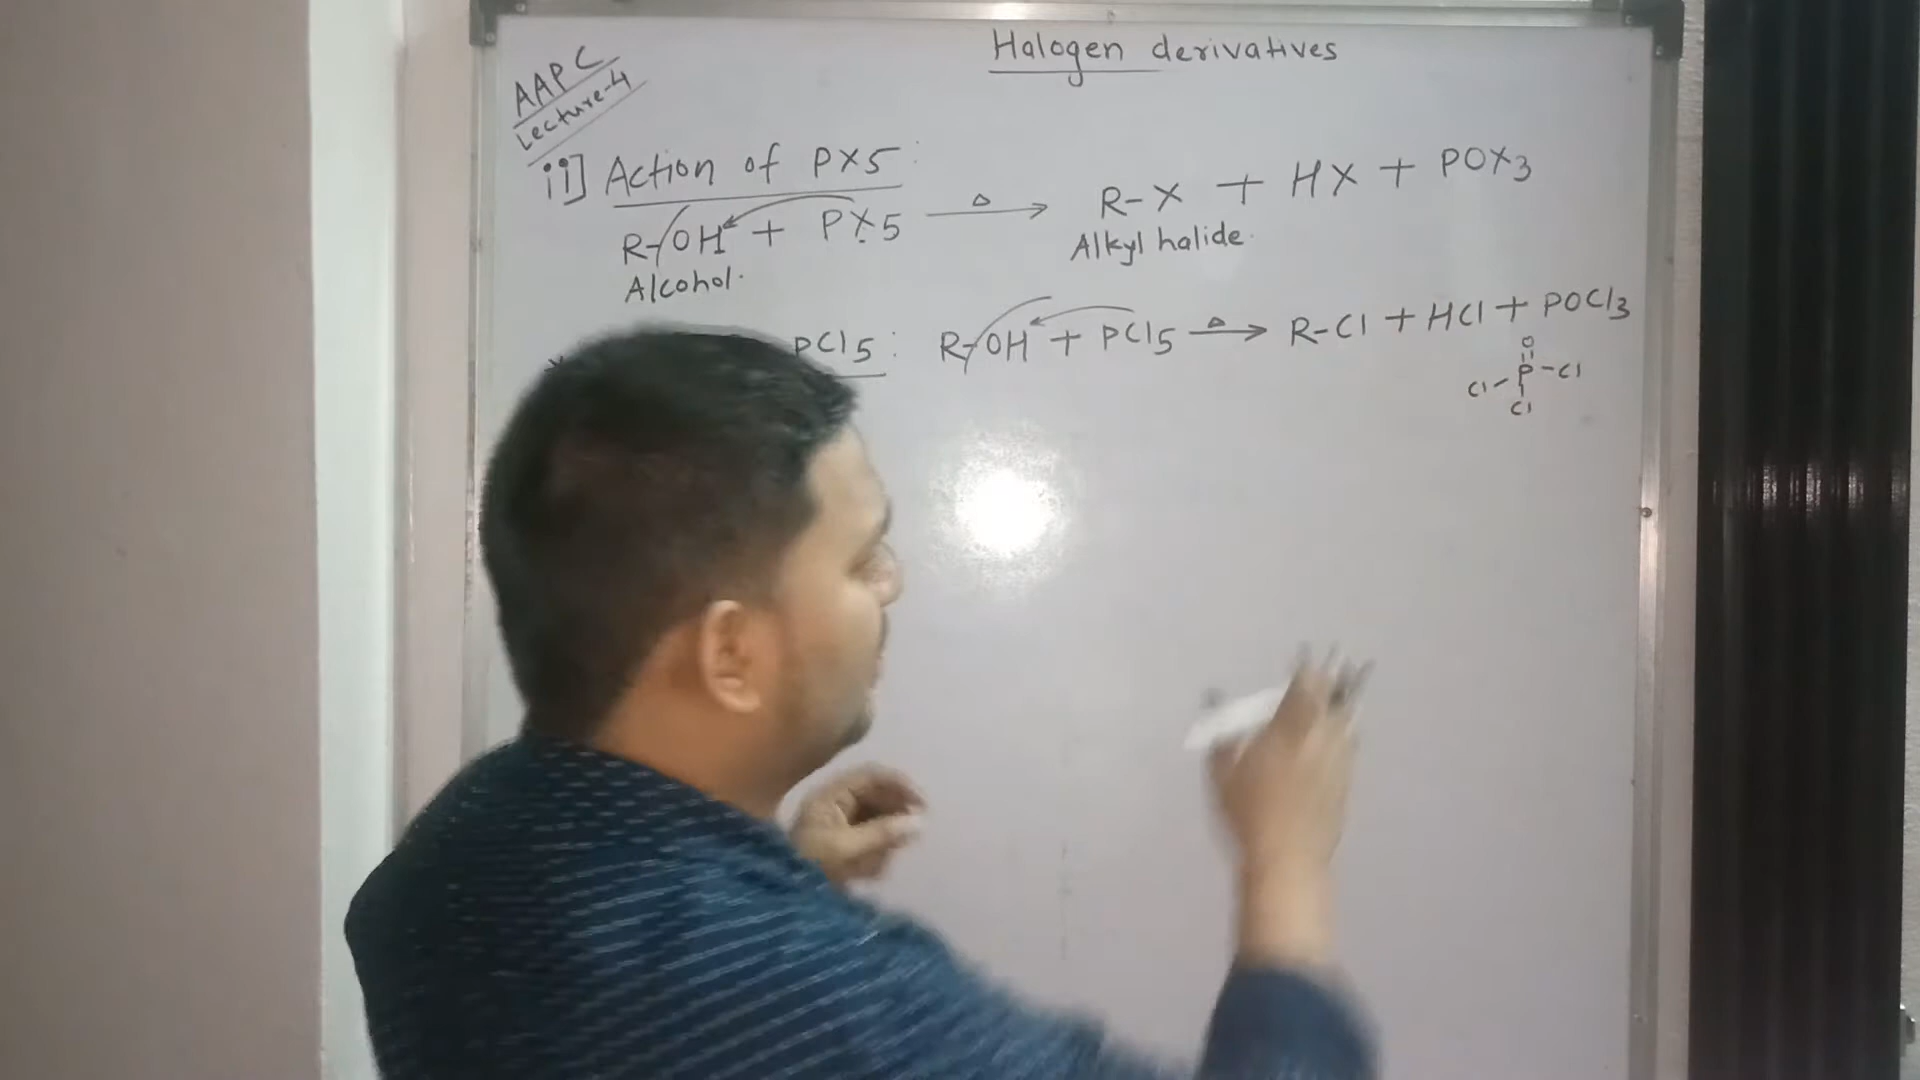 AAPC
Lecture-4
Halogen derivatives
ii] Action of PX5 :
R-OH + PX5 —Δ→ R-X + HX + POX3
Alcohol. Alkyl halide.
PCl5 : R-OH + PCl5 —Δ→ R-Cl + HCl + POCl3
O
Cl-P-Cl
Cl